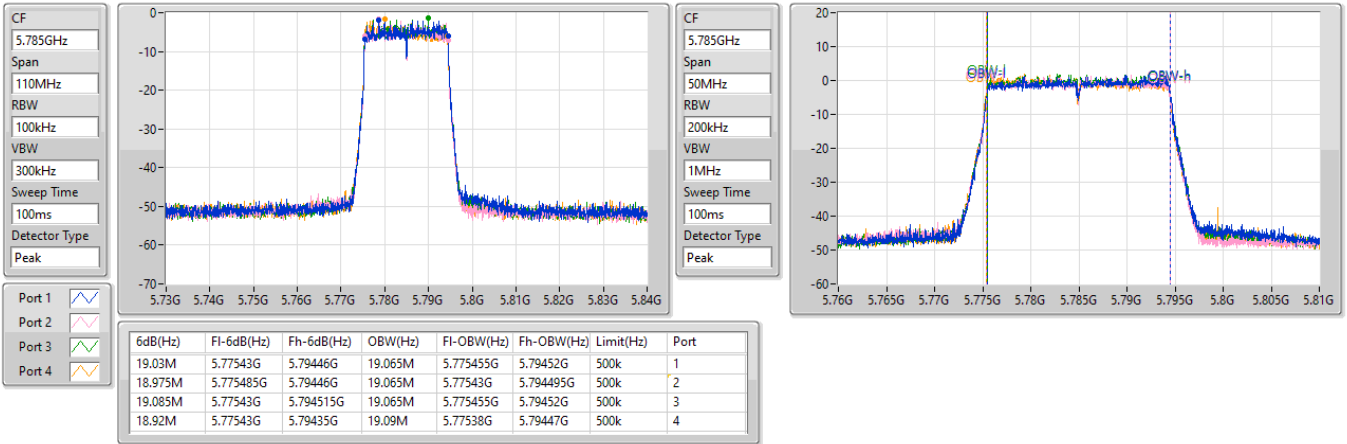 CF
5.785GHz
Span
110MHz
RBW
100kHz
VBW
300kHz
Sweep Time
100ms
Detector Type
Peak
0-
-10-
-20-
-30-
-40-
-50-
-60-
-70-
5.73G 5.74G 5.75G 5.76G 5.77G 5.78G 5.79G 5.8G 5.81G 5.82G 5.83G 5.84G
CF
5.785GHz
Span
50MHz
RBW
200kHz
VBW
1MHz
Sweep Time
100ms
Detector Type
Peak
20-
10-
0-
-10-
-20-
-30-
-40-
-50-
-60-
OBW-l
OBW-h
5.76G 5.765G 5.77G 5.775G 5.78G 5.785G 5.79G 5.795G 5.8G 5.805G 5.81G
Port 1
Port 2
Port 3
Port 4
6dB(Hz) Fl-6dB(Hz) Fh-6dB(Hz) OBW(Hz) Fl-OBW(Hz) Fh-OBW(Hz) Limit(Hz) Port
19.03M 5.77543G 5.79446G 19.065M 5.775455G 5.79452G 500k 1
18.975M 5.775485G 5.79446G 19.065M 5.77543G 5.794495G 500k 2
19.085M 5.77543G 5.794515G 19.065M 5.775455G 5.79452G 500k 3
18.92M 5.77543G 5.79435G 19.09M 5.77538G 5.79447G 500k 4